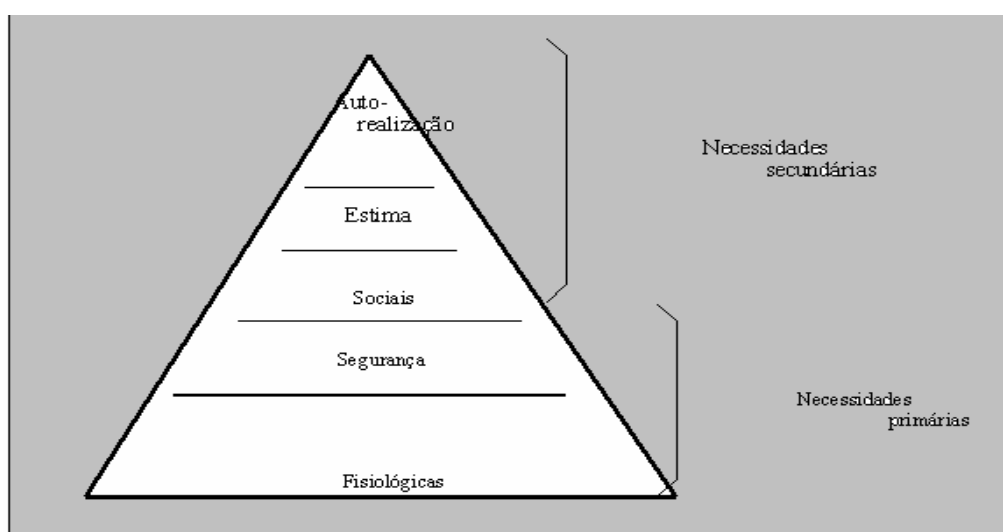 Auto-
realização
Necessidades
secundárias
Estima
Sociais
Segurança
Necessidades
primárias
Fisiológicas